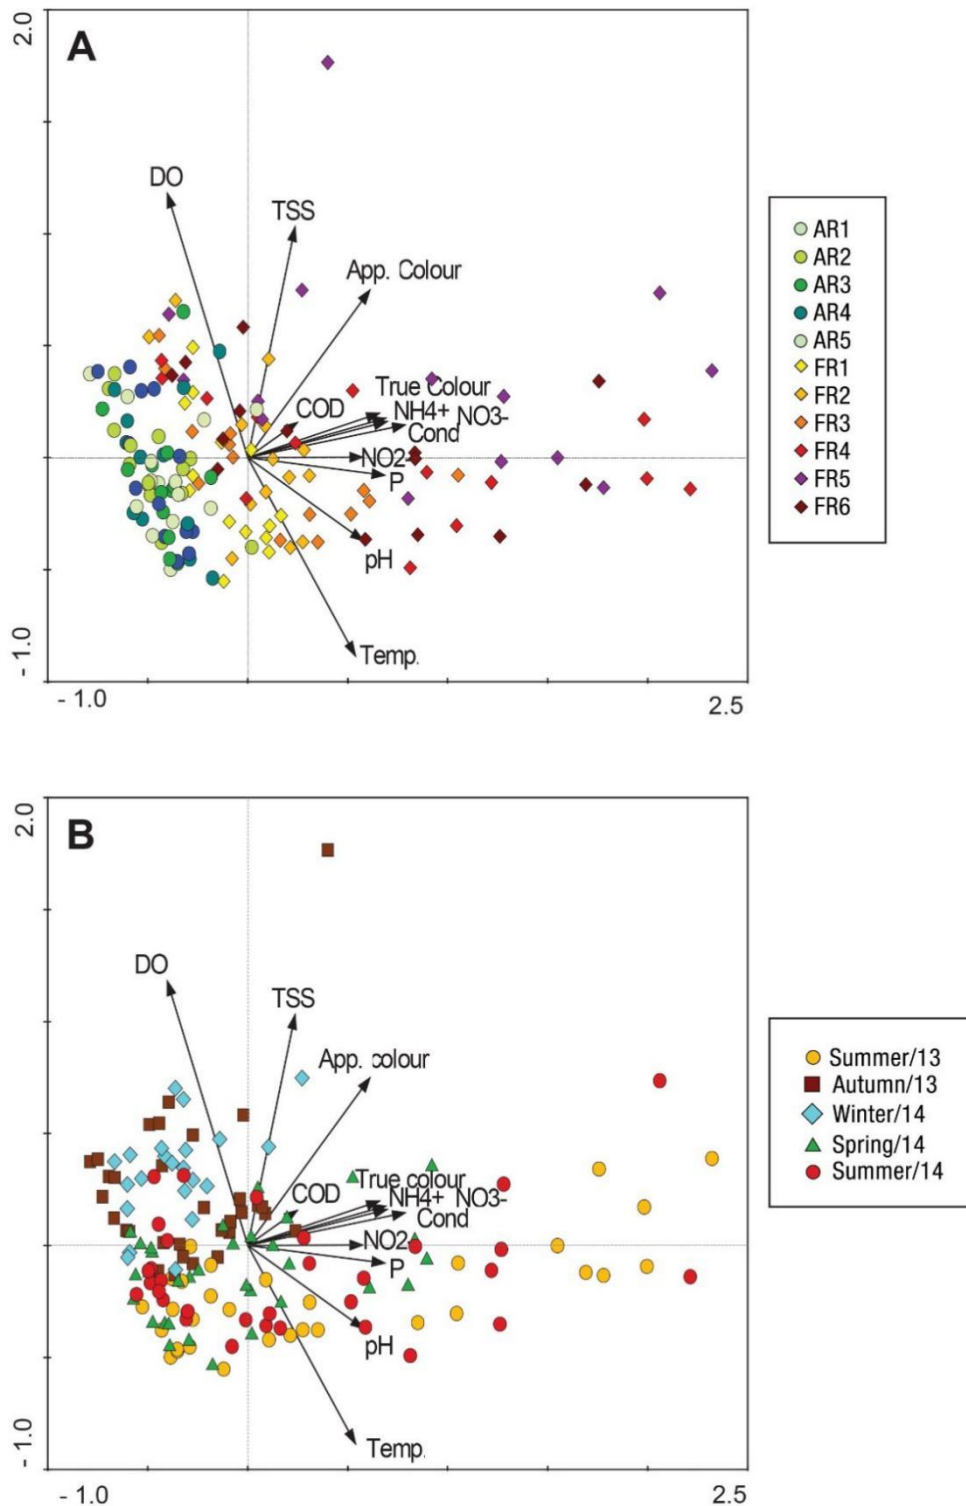 2.0
A
DO
TSS
App. Colour
True Colour
COD
NH4+ NO3-
Cond
NO2-
P
pH
Temp.
- 1.0
- 1.0
2.5
AR1
AR2
AR3
AR4
AR5
FR1
FR2
FR3
FR4
FR5
FR6
2.0
B
DO
TSS
App. colour
True colour
COD
NH4+ NO3-
Cond
NO2-
P
pH
Temp.
- 1.0
- 1.0
2.5
Summer/13
Autumn/13
Winter/14
Spring/14
Summer/14